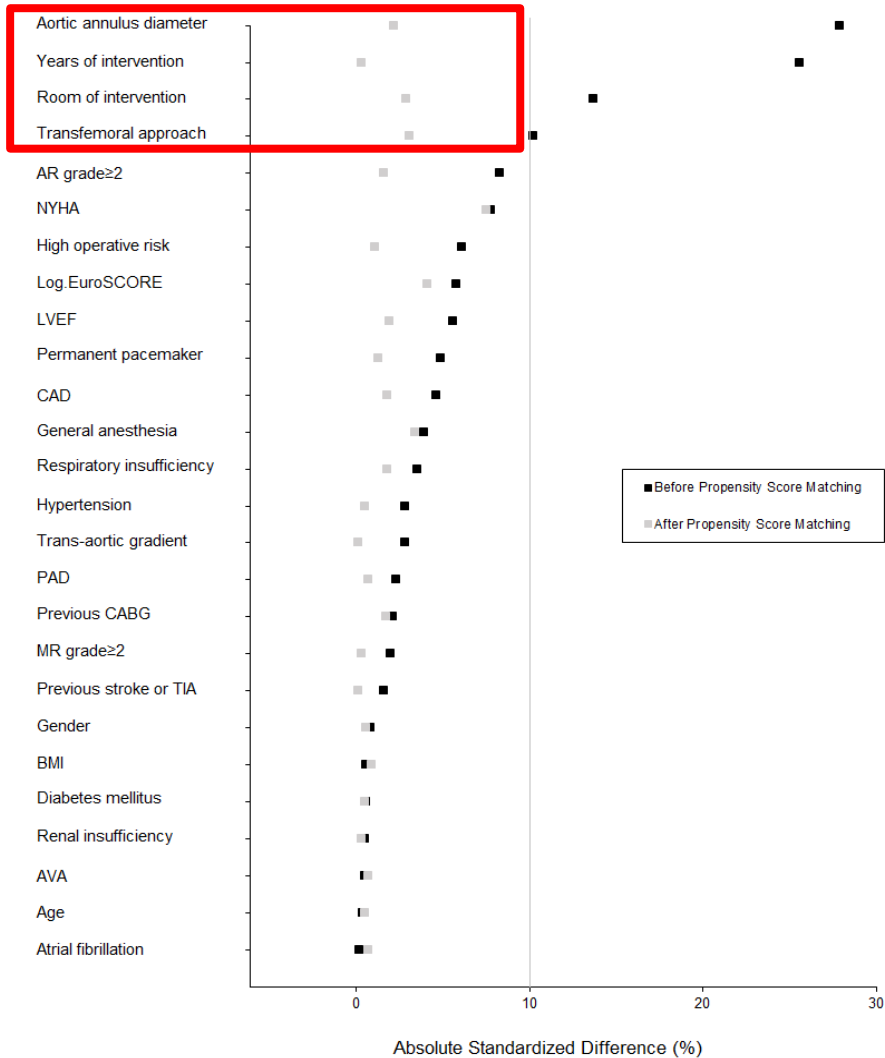 Aortic annulus diameter
Years of intervention
Room of intervention
Transfemoral approach
AR grade≥2
NYHA
High operative risk
Log.EuroSCORE
LVEF
Permanent pacemaker
CAD
General anesthesia
Respiratory insufficiency
Hypertension
Trans-aortic gradient
PAD
Previous CABG
MR grade≥2
Previous stroke or TIA
Gender
BMI
Diabetes mellitus
Renal insufficiency
AVA
Age
Atrial fibrillation
Before Propensity Score Matching
After Propensity Score Matching
0 10 20 30
Absolute Standardized Difference (%)